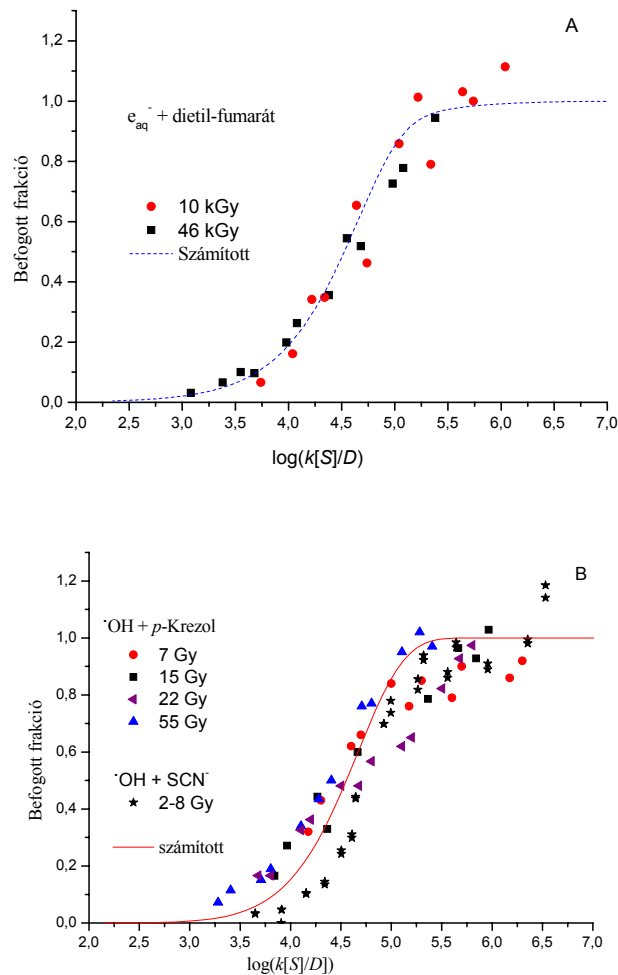 A
1,2
1,0
0,8
0,6
0,4
0,2
0,0
Befogott frakció
e_aq^- + dietil-fumarát
10 kGy
46 kGy
Számított
2,0 2,5 3,0 3,5 4,0 4,5 5,0 5,5 6,0 6,5 7,0
log(k[S]/D)
B
1,2
1,0
0,8
0,6
0,4
0,2
0,0
Befogott frakció
˙OH + p-Krezol
7 Gy
15 Gy
22 Gy
55 Gy
˙OH + SCN⁻
2-8 Gy
számított
2,0 2,5 3,0 3,5 4,0 4,5 5,0 5,5 6,0 6,5 7,0
log(k[S]/D])